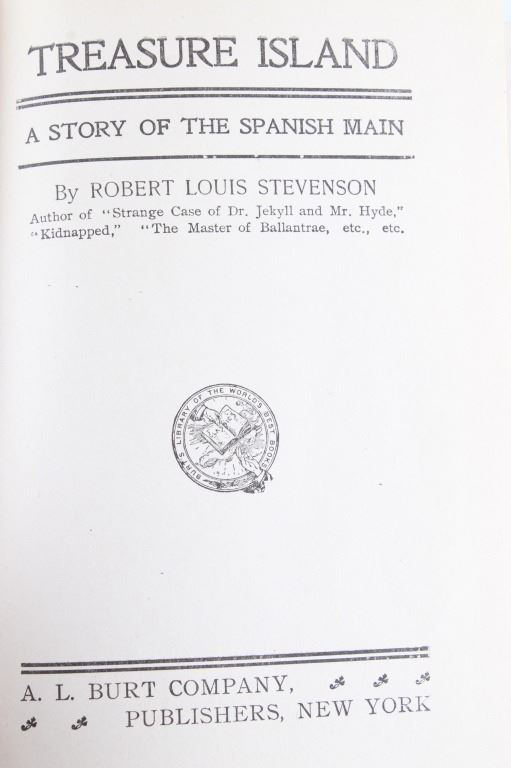 TREASURE ISLAND
A STORY OF THE SPANISH MAIN
By ROBERT LOUIS STEVENSON
Author of "Strange Case of Dr. Jekyll and Mr. Hyde,"
"Kidnapped," "The Master of Ballantrae, etc., etc.
BURT'S LIBRARY OF THE WORLD'S BEST BOOKS
A. L. BURT COMPANY,
PUBLISHERS, NEW YORK